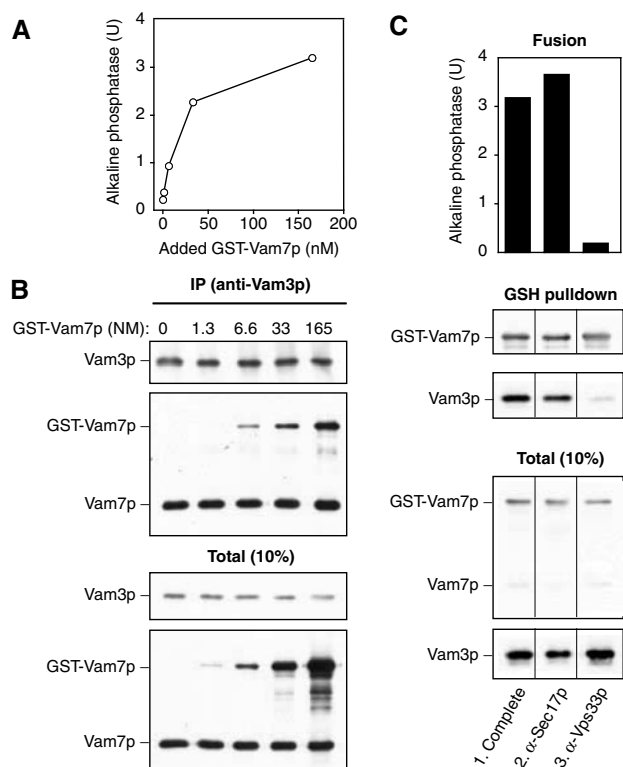 A
Alkaline phosphatase (U)
4
3
2
1
0
0 50 100 150 200
Added GST-Vam7p (nM)
B
IP (anti-Vam3p)
GST-Vam7p (NM): 0 1.3 6.6 33 165
Vam3p
GST-Vam7p
Vam7p
Total (10%)
Vam3p
GST-Vam7p
Vam7p
C
Fusion
Alkaline phosphatase (U)
4
3
2
1
0
GSH pulldown
GST-Vam7p
Vam3p
Total (10%)
GST-Vam7p
Vam7p
Vam3p
1. Complete
2. α-Sec17p
3. α-Vps33p